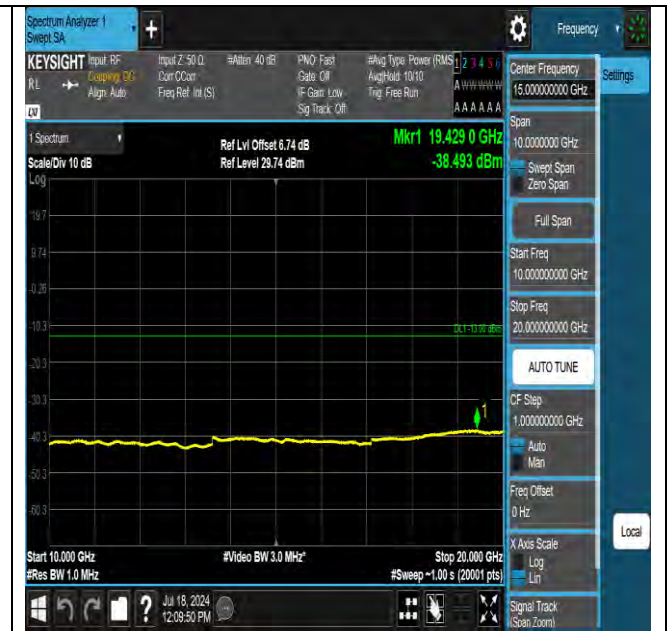 Spectrum Analyzer 1
Swept SA
+
Frequency
KEYSIGHT
RL
Input: RF
Coupling: DC
Align: Auto
Input Z: 50 Ω
Corr CCorr
Freq Ref: Int (S)
#Atten: 40 dB
PNO: Fast
Gate: Off
IF Gain: Low
Sig Track: Off
#Avg Type: Power (RMS
Avg|Hold: 10/10
Trig: Free Run
1 2 3 4 5 6
A W W W W W
A A A A A A
1 Spectrum
Scale/Div 10 dB
Log
Ref Lvl Offset 6.74 dB
Ref Level 29.74 dBm
Mkr1 19.429 0 GHz
-38.493 dBm
19.7
9.74
-0.26
-10.3
-20.3
-30.3
-40.3
-50.3
-60.3
DL1 -13.00 dBm
1
Start 10.000 GHz
#Res BW 1.0 MHz
#Video BW 3.0 MHz*
Stop 20.000 GHz
#Sweep ~1.00 s (20001 pts)
Jul 18, 2024
12:09:50 PM
?
Center Frequency
15.000000000 GHz
Settings
Span
10.0000000 GHz
Swept Span
Zero Span
Full Span
Start Freq
10.000000000 GHz
Stop Freq
20.000000000 GHz
AUTO TUNE
CF Step
1.000000000 GHz
Auto
Man
Freq Offset
0 Hz
X Axis Scale
Log
Lin
Local
Signal Track
(Span Zoom)